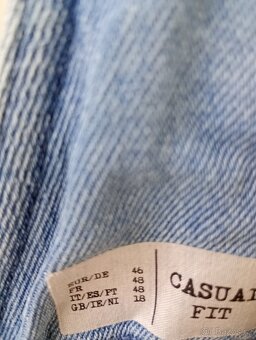 EUR/DE 46
FR 48
IT/ES/PT 48
GB/IE/NI 18
CASUAL
FIT